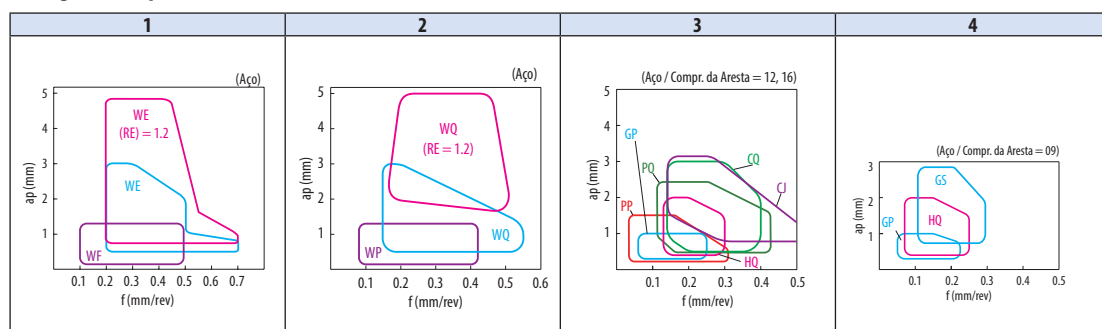 1
2
3
4
(Aço)
5
4
3
2
1
ap (mm)
WE
(RE) = 1.2
WE
WF
0.1 0.2 0.3 0.4 0.5 0.6 0.7
f (mm/rev)
(Aço)
5
4
3
2
1
ap (mm)
WQ
(RE = 1.2)
WQ
WP
0.1 0.2 0.3 0.4 0.5 0.6
f (mm/rev)
(Aço / Compr. da Aresta = 12, 16)
5
4
3
2
1
ap (mm)
GP
PQ
PP
CQ
CJ
HQ
0.1 0.2 0.3 0.4 0.5
f (mm/rev)
(Aço / Compr. da Aresta = 09)
3
2
1
ap (mm)
GS
HQ
GP
0.1 0.2 0.3 0.4 0.5
f (mm/rev)